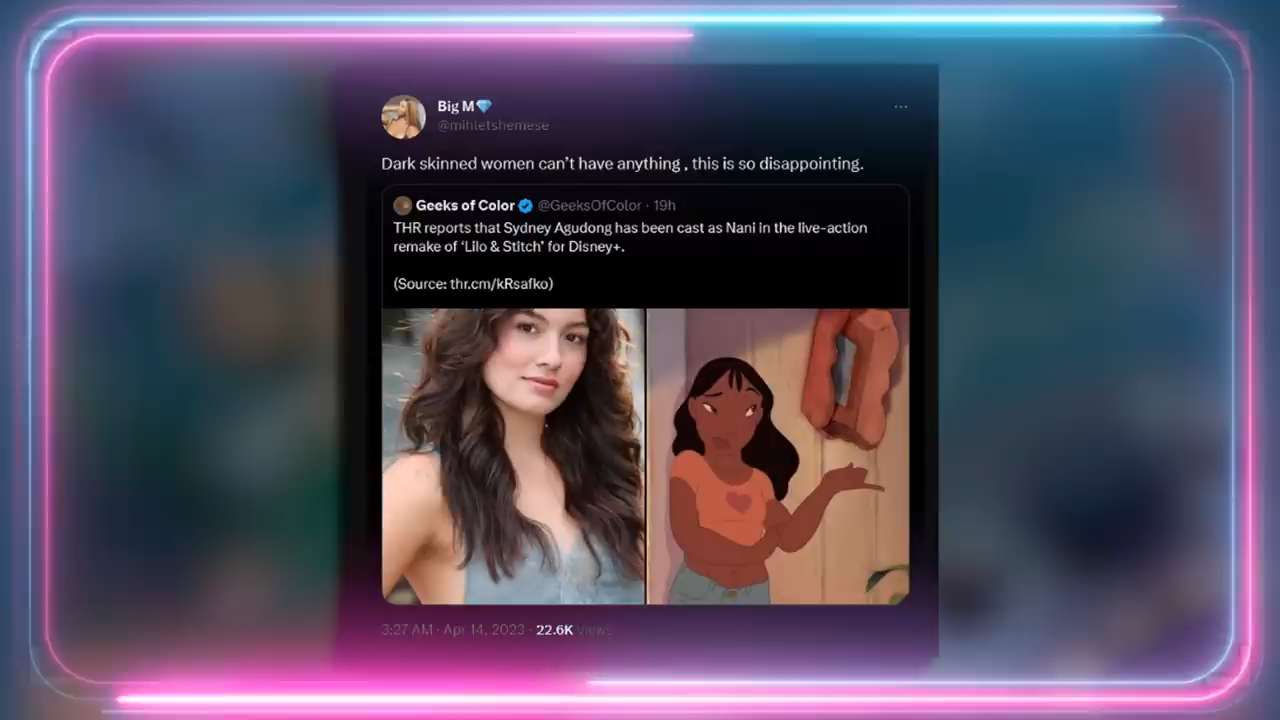 Big M💎
@mihletshemese
Dark skinned women can't have anything , this is so disappointing.
Geeks of Color @GeeksOfColor · 19h
THR reports that Sydney Agudong has been cast as Nani in the live-action
remake of 'Lilo & Stitch' for Disney+.
(Source: thr.cm/kRsafko)
3:27 AM · Apr 14, 2023 · 22.6K Views